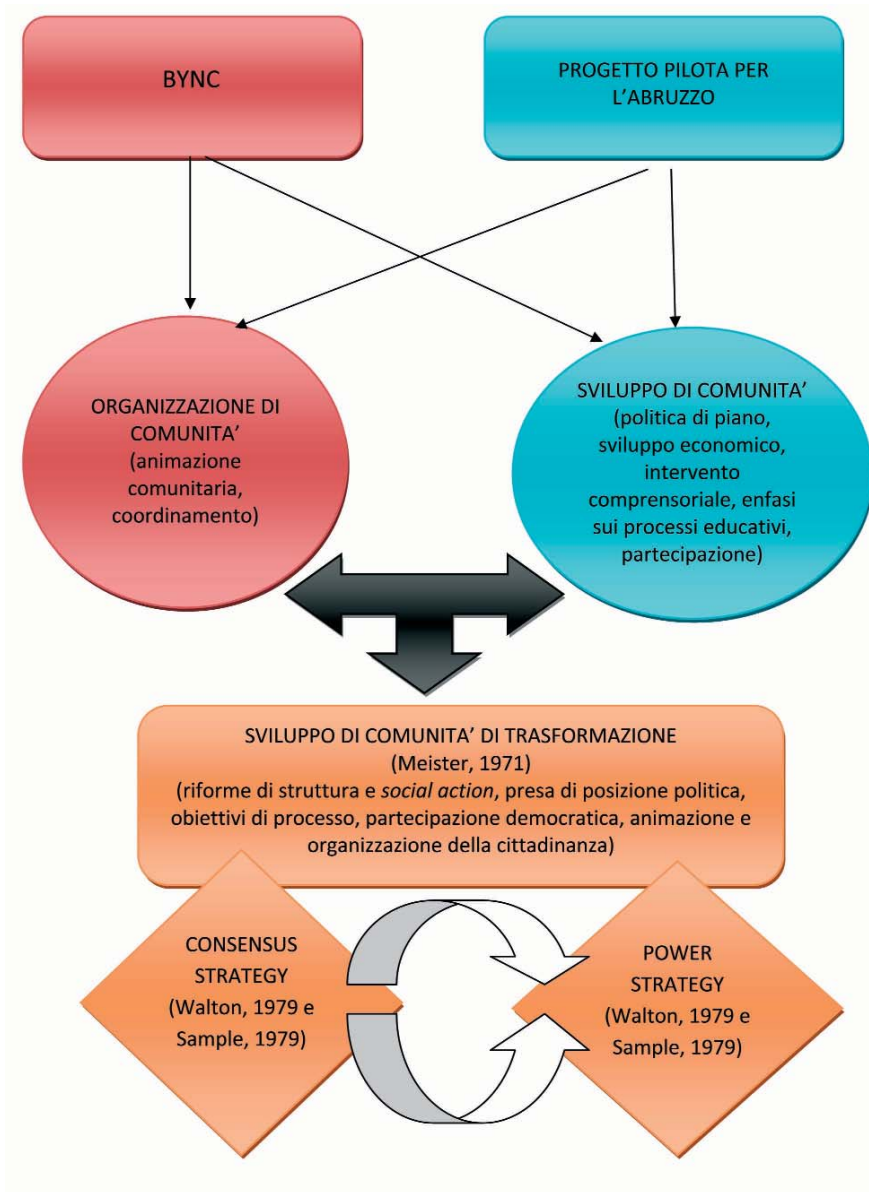 BYNC
PROGETTO PILOTA PER
L’ABRUZZO
ORGANIZZAZIONE DI
COMUNITA’
(animazione
comunitaria,
coordinamento)
SVILUPPO DI COMUNITA’
(politica di piano,
sviluppo economico,
intervento
comprensoriale, enfasi
sui processi educativi,
partecipazione)
SVILUPPO DI COMUNITA’ DI TRASFORMAZIONE
(Meister, 1971)
(riforme di struttura e social action, presa di posizione politica,
obiettivi di processo, partecipazione democratica, animazione e
organizzazione della cittadinanza)
CONSENSUS
STRATEGY
(Walton, 1979 e
Sample, 1979)
POWER
STRATEGY
(Walton, 1979 e
Sample, 1979)